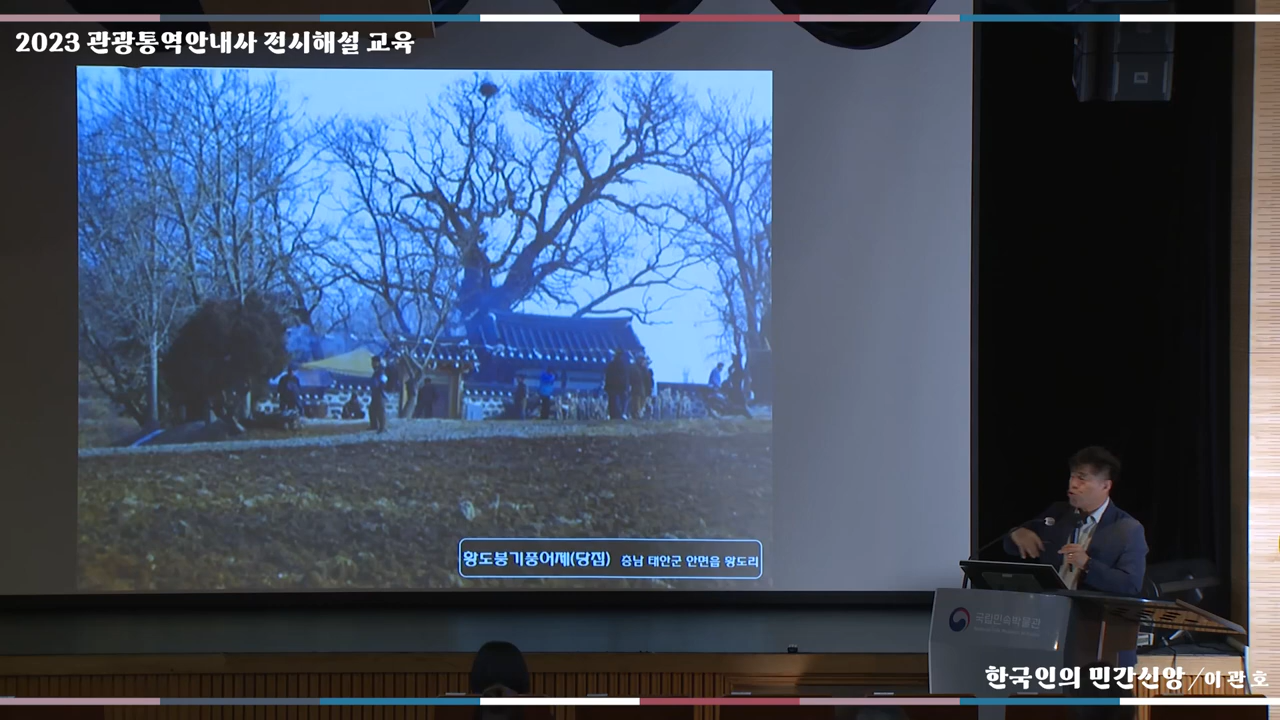 2023 관광통역안내사 전시해설 교육
황도붕기풍어제(당집) 충남 태안군 안면읍 황도리
국립민속박물관
한국인의 민간신앙/이관호